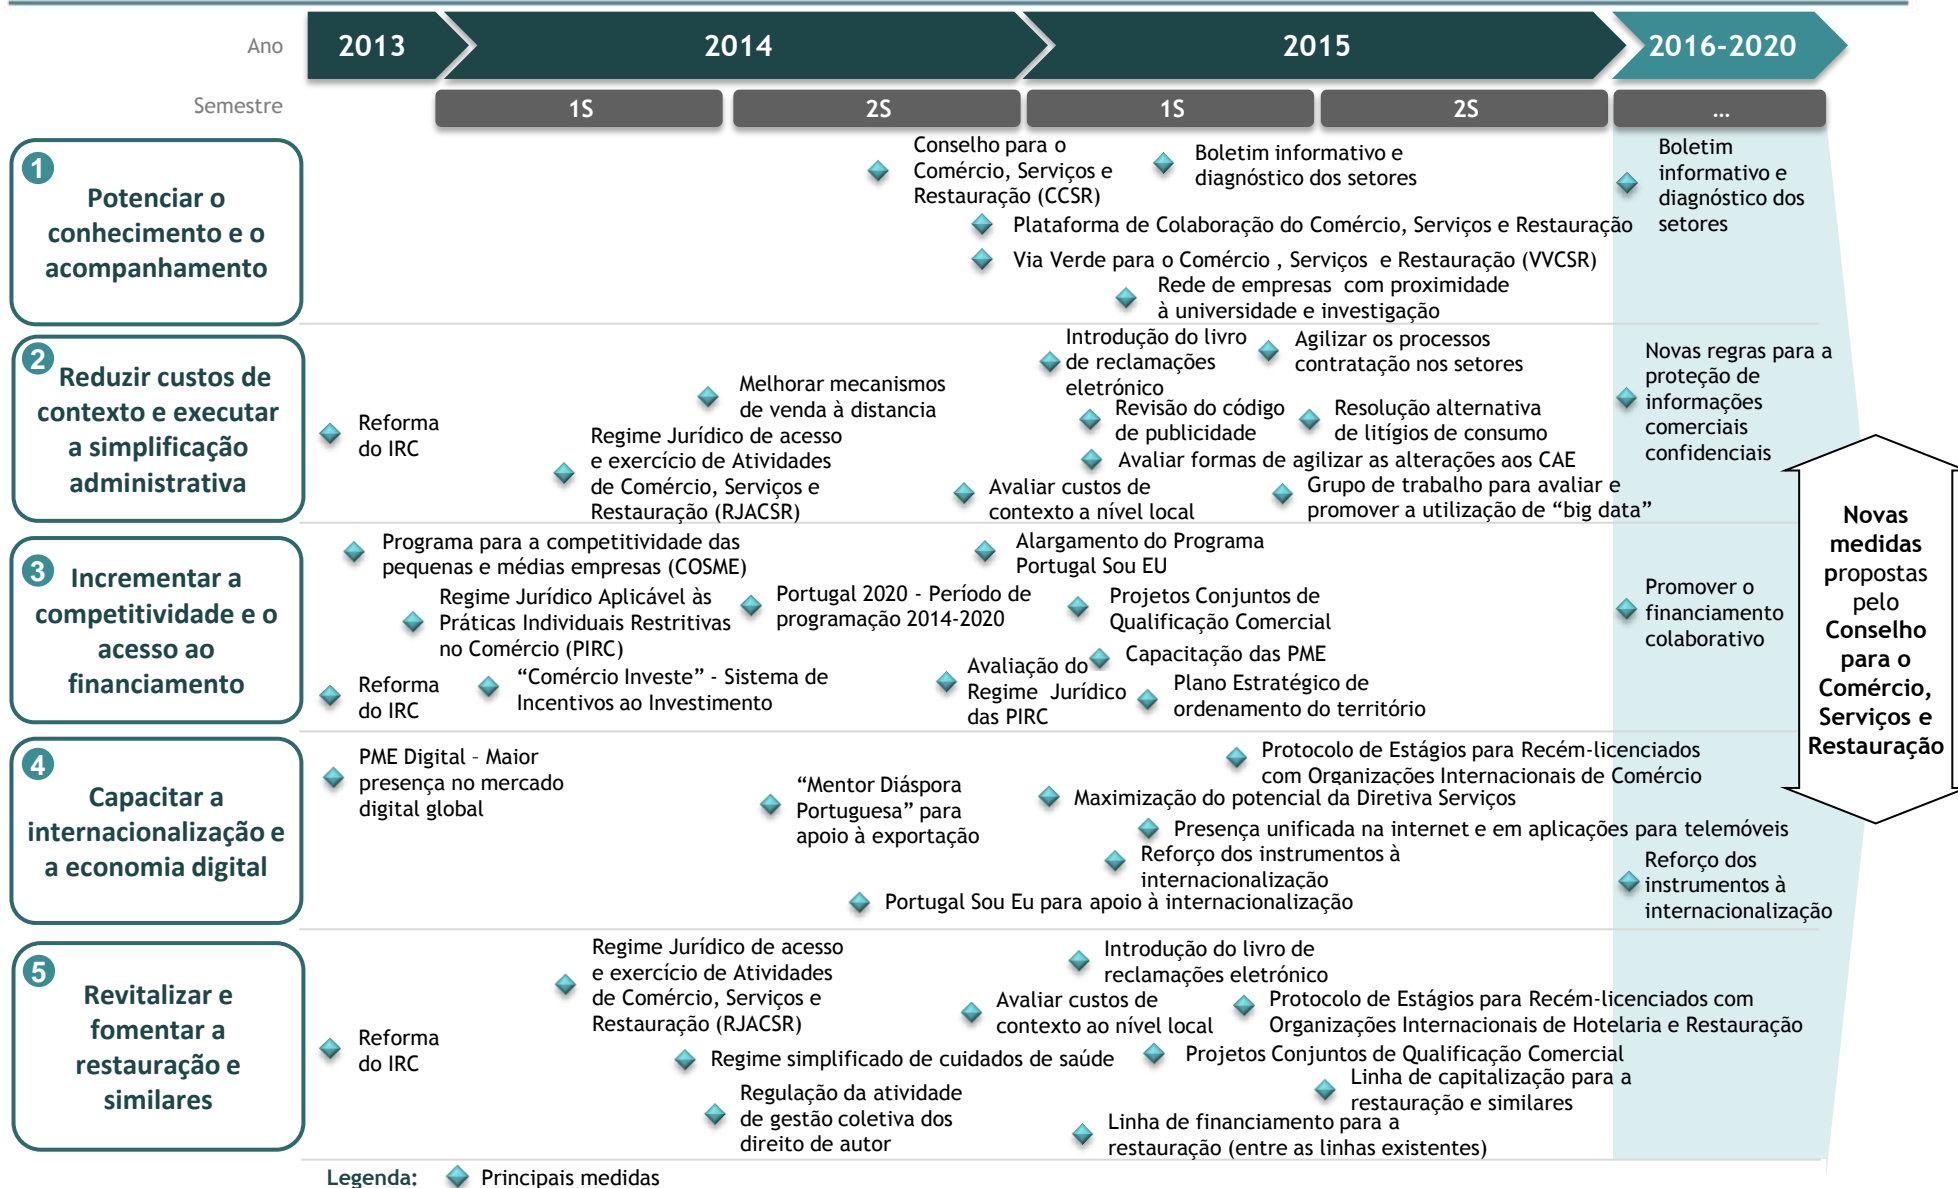 Ano
2013
2014
2015
2016-2020
Semestre
1S
2S
1S
2S
...
1
Potenciar o
conhecimento e o
acompanhamento
Conselho para o
Comércio, Serviços e
Restauração (CCSR)
Boletim informativo e
diagnóstico dos setores
Boletim
informativo e
diagnóstico dos
setores
Plataforma de Colaboração do Comércio, Serviços e Restauração
Via Verde para o Comércio , Serviços e Restauração (VVCSR)
Rede de empresas com proximidade
à universidade e investigação
2
Reduzir custos de
contexto e executar
a simplificação
administrativa
Reforma
do IRC
Melhorar mecanismos
de venda à distancia
Regime Jurídico de acesso
e exercício de Atividades
de Comércio, Serviços e
Restauração (RJACSR)
Avaliar custos de
contexto a nível local
Introdução do livro
de reclamações
eletrónico
Agilizar os processos
contratação nos setores
Revisão do código
de publicidade
Resolução alternativa
de litígios de consumo
Avaliar formas de agilizar as alterações aos CAE
Grupo de trabalho para avaliar e
promover a utilização de “big data”
Novas regras para a
proteção de
informações
comerciais
confidenciais
3
Incrementar a
competitividade e o
acesso ao
financiamento
Programa para a competitividade das
pequenas e médias empresas (COSME)
Regime Jurídico Aplicável às
Práticas Individuais Restritivas
no Comércio (PIRC)
Reforma
do IRC
“Comércio Investe” - Sistema de
Incentivos ao Investimento
Portugal 2020 - Período de
programação 2014-2020
Alargamento do Programa
Portugal Sou EU
Projetos Conjuntos de
Qualificação Comercial
Capacitação das PME
Avaliação do
Regime Jurídico
das PIRC
Plano Estratégico de
ordenamento do território
Promover o
financiamento
colaborativo
Novas
medidas
propostas
pelo
Conselho
para o
Comércio,
Serviços e
Restauração
4
Capacitar a
internacionalização e
a economia digital
PME Digital – Maior
presença no mercado
digital global
“Mentor Diáspora
Portuguesa” para
apoio à exportação
Protocolo de Estágios para Recém-licenciados
com Organizações Internacionais de Comércio
Maximização do potencial da Diretiva Serviços
Presença unificada na internet e em aplicações para telemóveis
Reforço dos instrumentos à
internacionalização
Portugal Sou Eu para apoio à internacionalização
Reforço dos
instrumentos à
internacionalização
5
Revitalizar e
fomentar a
restauração e
similares
Reforma
do IRC
Regime Jurídico de acesso
e exercício de Atividades
de Comércio, Serviços e
Restauração (RJACSR)
Introdução do livro de
reclamações eletrónico
Avaliar custos de
contexto ao nível local
Protocolo de Estágios para Recém-licenciados com
Organizações Internacionais de Hotelaria e Restauração
Regime simplificado de cuidados de saúde
Projetos Conjuntos de Qualificação Comercial
Regulação da atividade
de gestão coletiva dos
direito de autor
Linha de capitalização para a
restauração e similares
Linha de financiamento para a
restauração (entre as linhas existentes)
Legenda:
Principais medidas